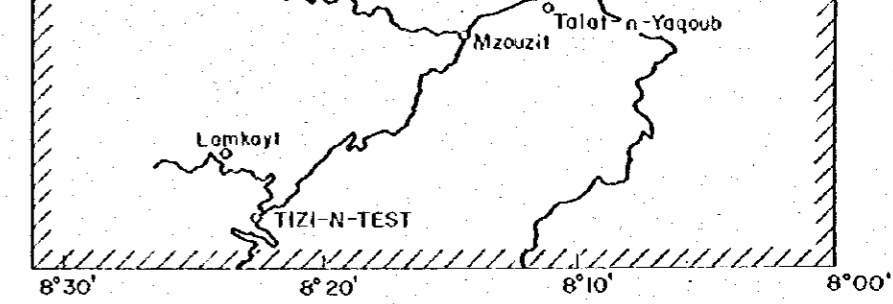 Talat-n-Yaqoub
Mzouzit
Lamkayt
TIZI-N-TEST
8°30' 8°20' 8°10' 8°00'